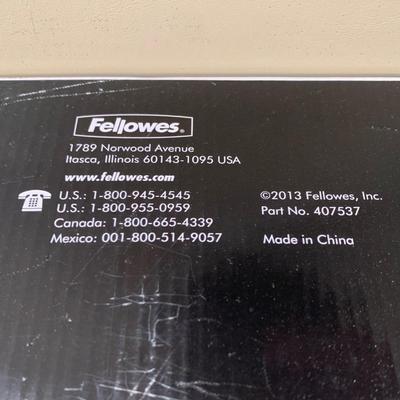 Fellowes®
1789 Norwood Avenue
Itasca, Illinois 60143-1095 USA
www.fellowes.com
U.S.: 1-800-945-4545
U.S.: 1-800-955-0959
Canada: 1-800-665-4339
Mexico: 001-800-514-9057
©2013 Fellowes, Inc.
Part No. 407537
Made in China